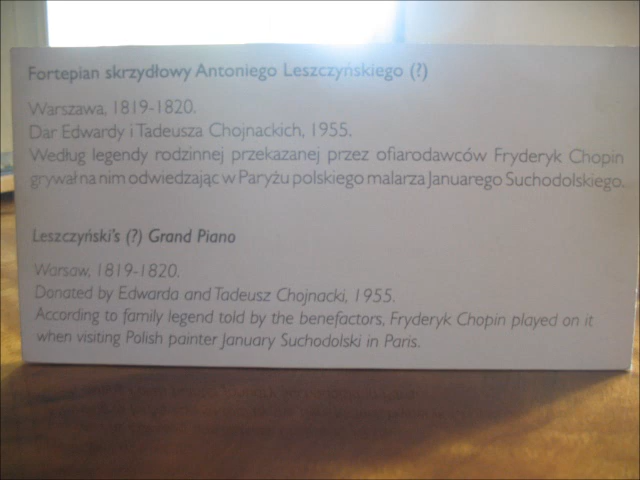 Fortepian skrzydłowy Antoniego Leszczyńskiego (?)
Warszawa, 1819-1820.
Dar Edwardy i Tadeusza Chojnackich, 1955.
Według legendy rodzinnej przekazanej przez ofiarodawców Fryderyk Chopin
grywał na nim odwiedzając w Paryżu polskiego malarza Januarego Suchodolskiego.
Leszczyński's (?) Grand Piano
Warsaw, 1819-1820.
Donated by Edwarda and Tadeusz Chojnacki, 1955.
According to family legend told by the benefactors, Fryderyk Chopin played on it
when visiting Polish painter January Suchodolski in Paris.